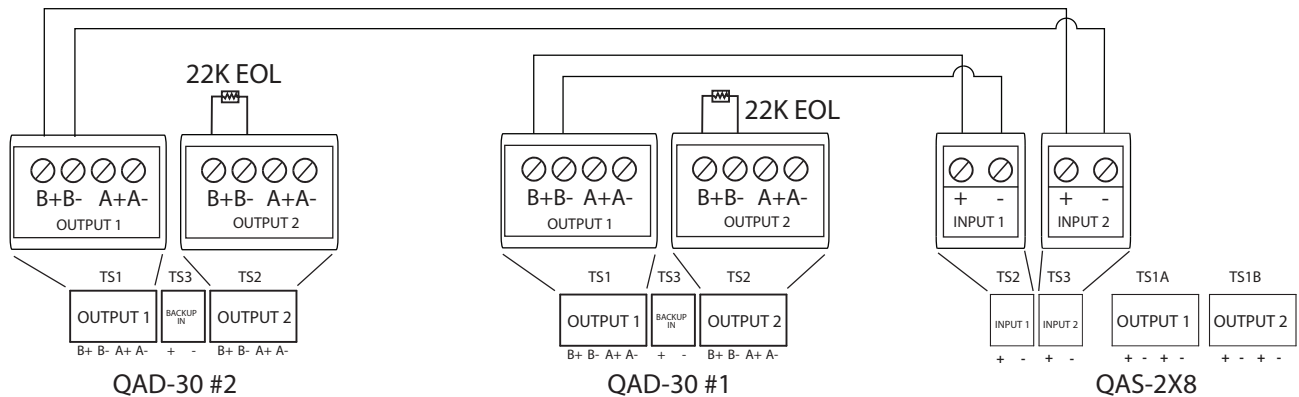 22K EOL
22K EOL
B+B- A+A-
OUTPUT 1
B+B- A+A-
OUTPUT 2
B+B- A+A-
OUTPUT 1
B+B- A+A-
OUTPUT 2
+ -
INPUT 1
+ -
INPUT 2
TS1 TS3 TS2
OUTPUT 1
BACKUP
IN
OUTPUT 2
B+ B- A+ A- + - B+ B- A+ A-
QAD-30 #2
TS1 TS3 TS2
OUTPUT 1
BACKUP
IN
OUTPUT 2
B+ B- A+ A- + - B+ B- A+ A-
QAD-30 #1
TS2 TS3 TS1A TS1B
INPUT 1 INPUT 2 OUTPUT 1 OUTPUT 2
+ - + - + - + - + - + -
QAS-2X8